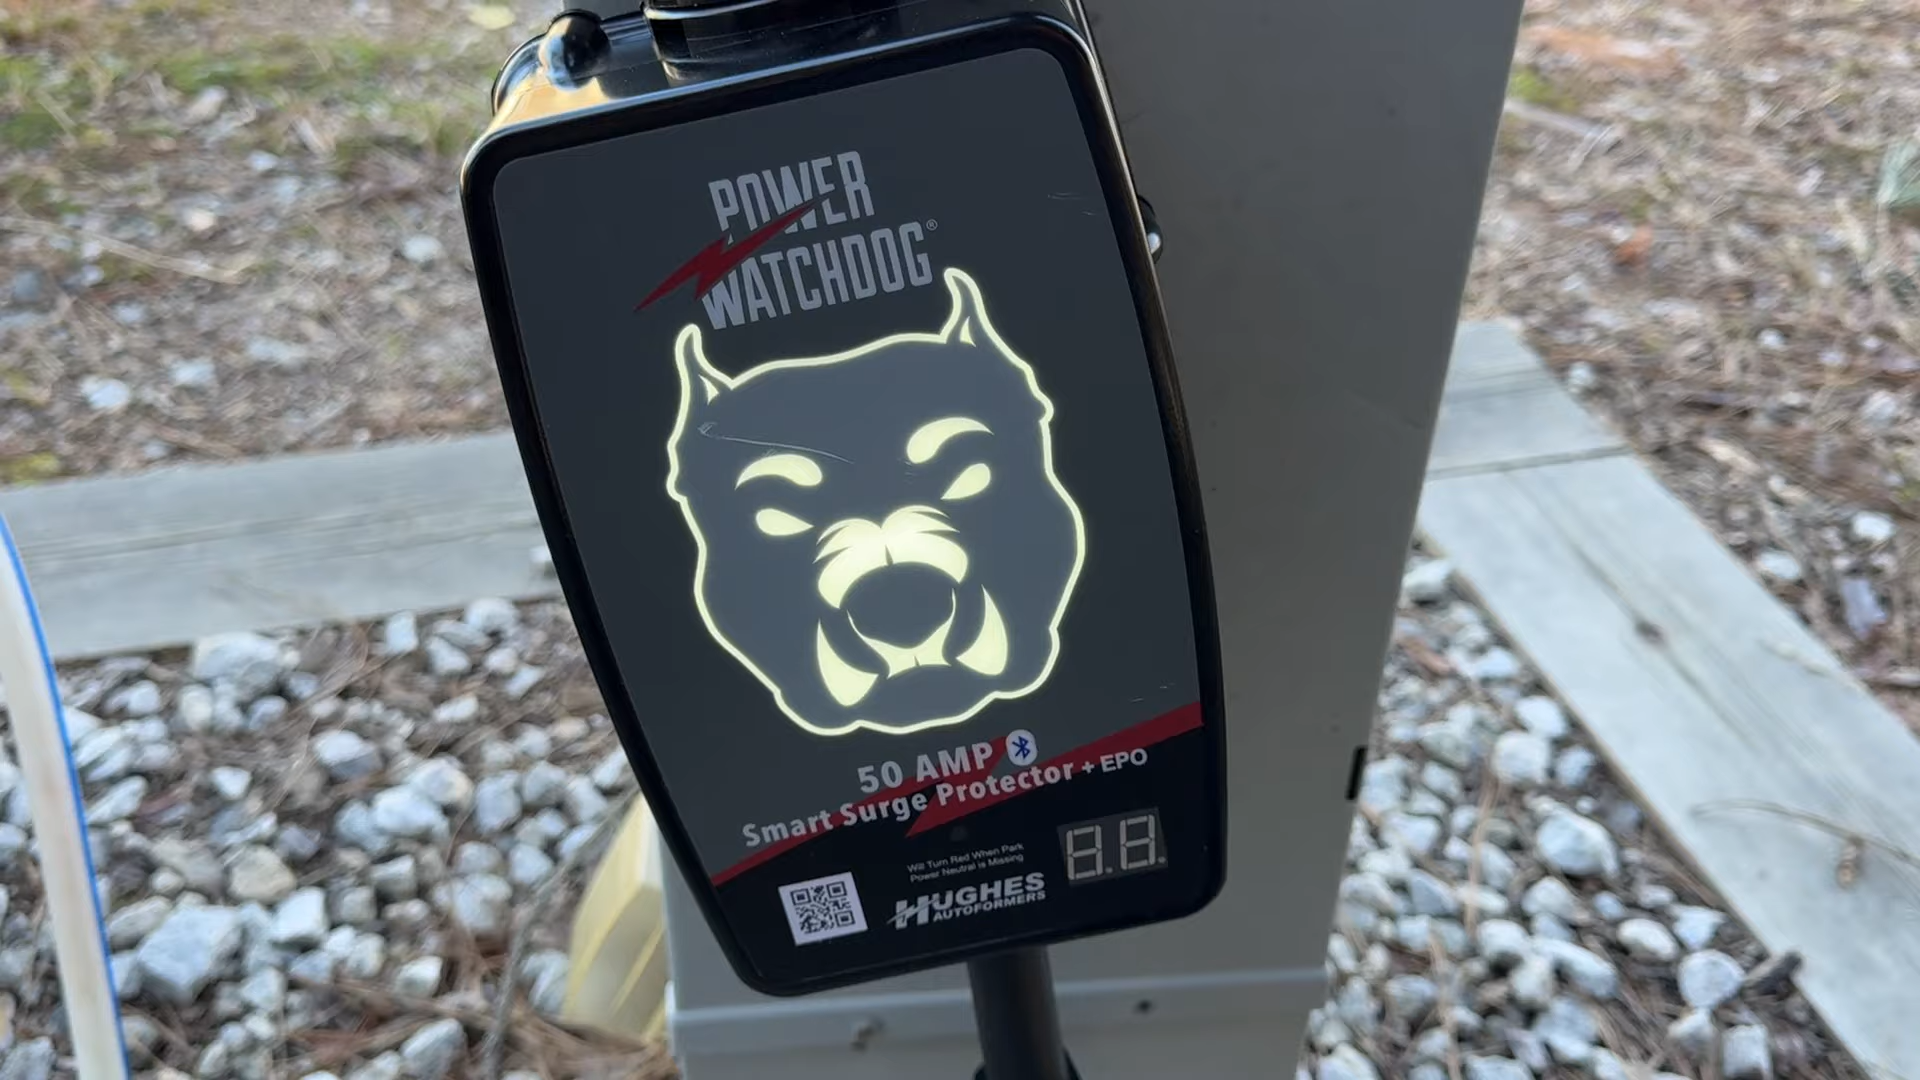 POWER
WATCHDOG®
50 AMP
Smart Surge Protector + EPO
Will Turn Red When Park
Power Neutral is Missing
HUGHES
AUTOFORMERS